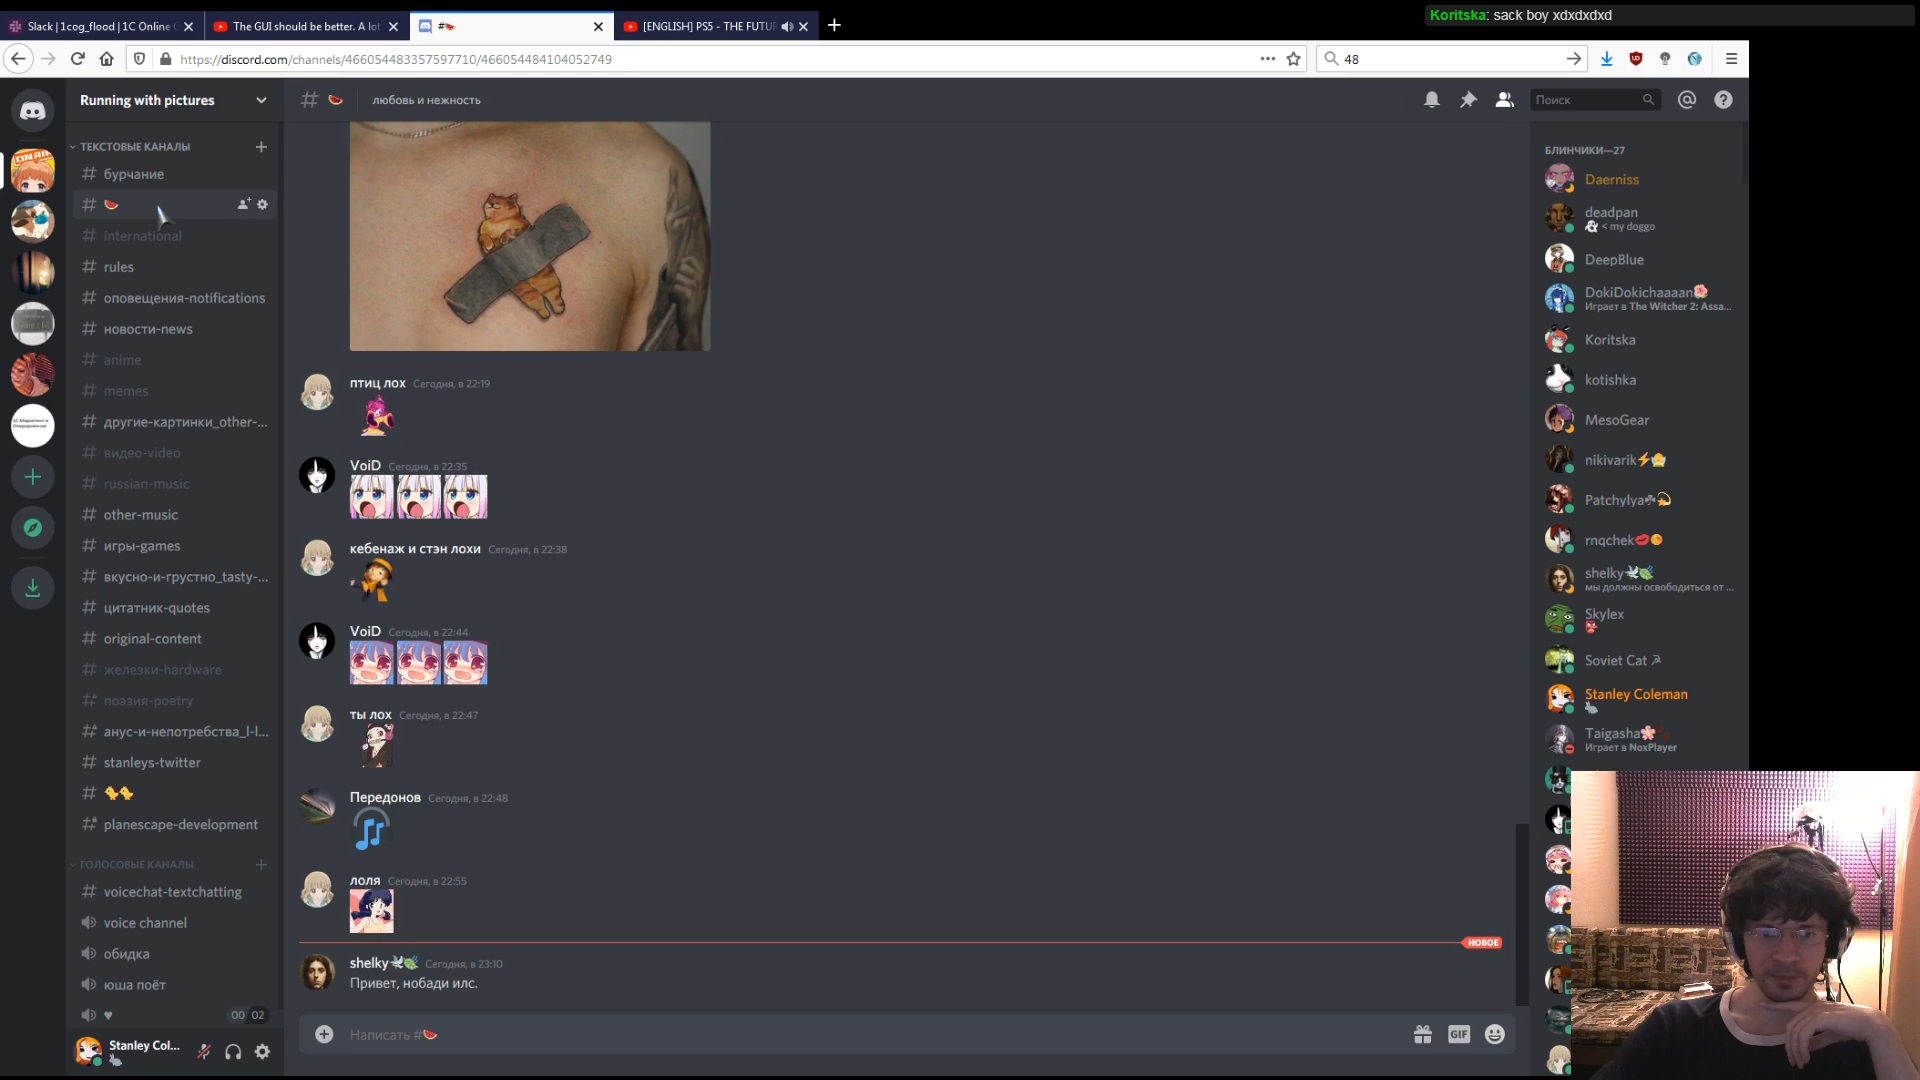 Slack | 1cog_flood | 1C Online
The GUI should be better. A lot
#
[ENGLISH] PS5 - THE FUTUR
Koritska: sack boy xdxdxdxd
https://discord.com/channels/466054483357597710/466054484104052749
48
Running with pictures
# любовь и нежность
Поиск
ТЕКСТОВЫЕ КАНАЛЫ
# бурчание
#
# international
# rules
# оповещения-notifications
# новости-news
# anime
# memes
# другие-картинки_other-...
# видео-video
# russian-music
# other-music
# игры-games
# вкусно-и-грустно_tasty-...
# цитатник-quotes
# original-content
# железки-hardware
# поэзия-poetry
# анус-и-непотребства_l-l...
# stanleys-twitter
#
# planescape-development
ГОЛОСОВЫЕ КАНАЛЫ
# voicechat-textchatting
voice channel
обидка
юша поёт
♥ 00 02
Stanley Col...
птиц лох Сегодня, в 22:19
VoiD Сегодня, в 22:35
кебенаж и стэн лохи Сегодня, в 22:38
VoiD Сегодня, в 22:44
ты лох Сегодня, в 22:47
Передонов Сегодня, в 22:48
лоля Сегодня, в 22:55
НОВОЕ
shelky Сегодня, в 23:10
Привет, нобади илс.
Написать #
GIF
БЛИНЧИКИ—27
Daerniss
deadpan
< my doggo
DeepBlue
DokiDokichaaaan
Играет в The Witcher 2: Assa...
Koritska
kotishka
MesoGear
nikivarik
Patchylya
rnqchek
shelky
мы должны освободиться от ...
Skylex
Soviet Cat
Stanley Coleman
Taigasha
Играет в NoxPlayer